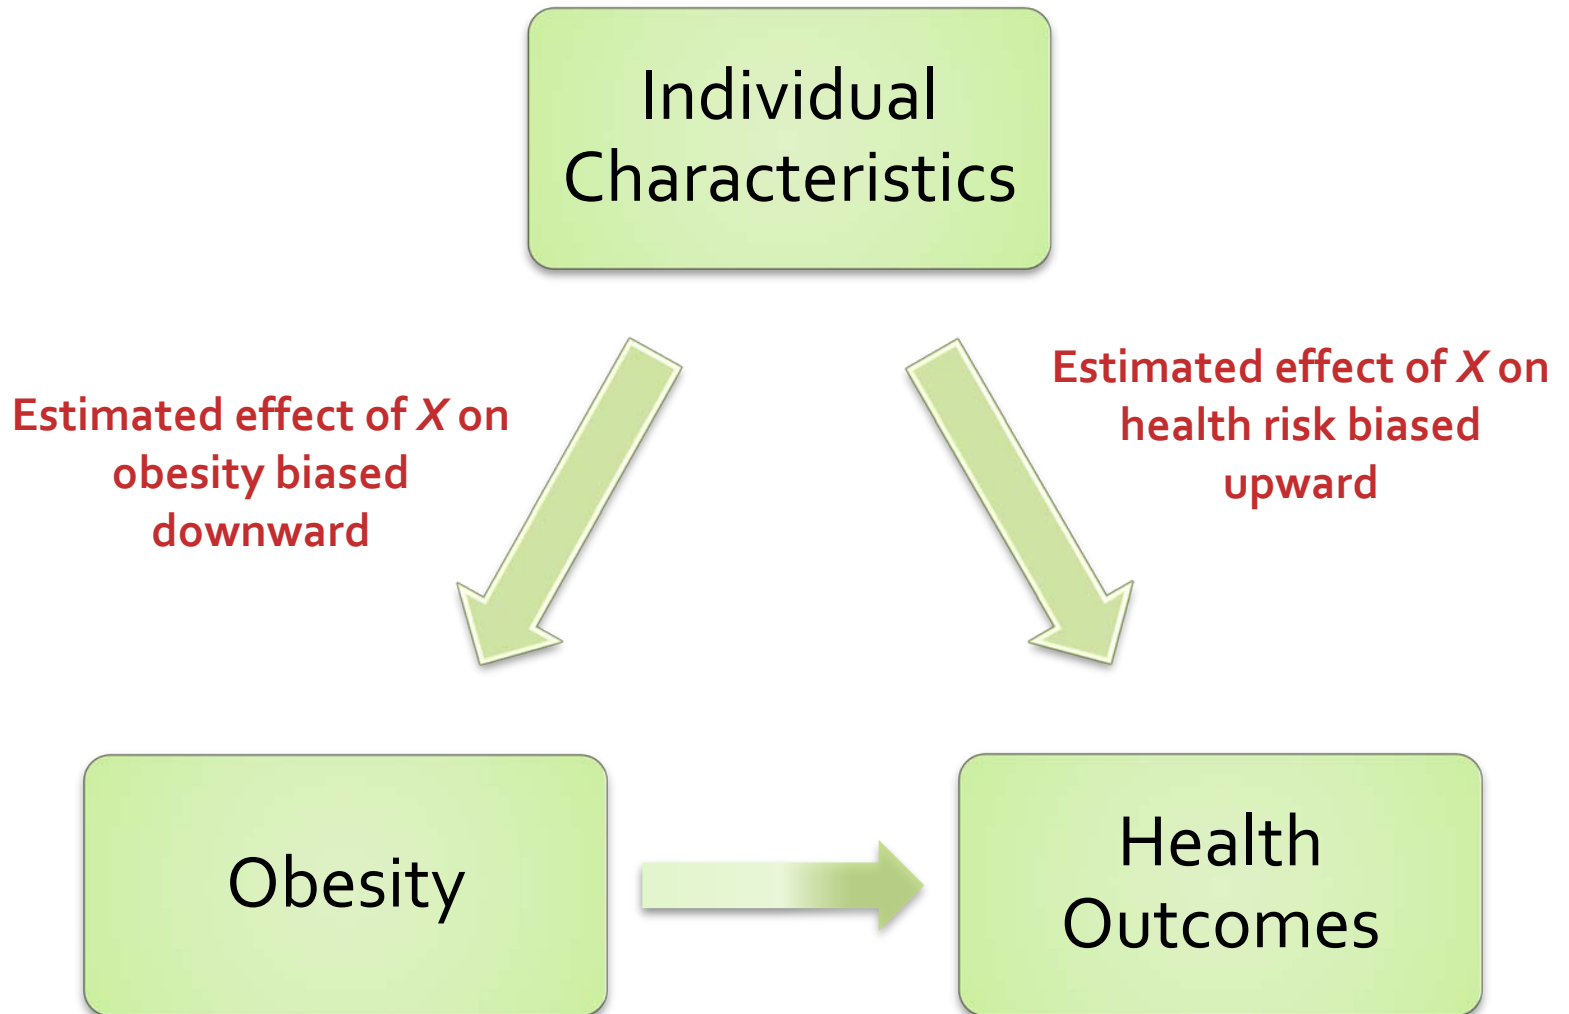 Individual
Characteristics
Estimated effect of X on
obesity biased
downward
Estimated effect of X on
health risk biased
upward
Obesity
Health
Outcomes